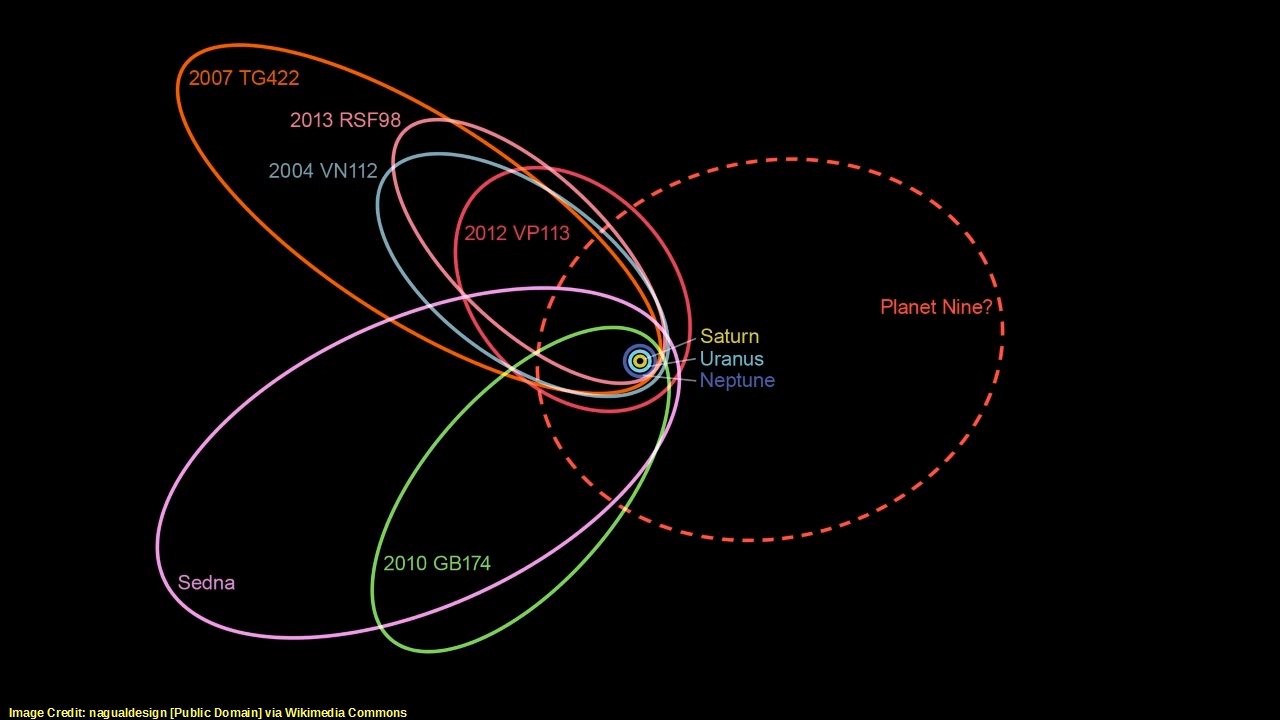 2007 TG422
2013 RSF98
2004 VN112
2012 VP113
Planet Nine?
Saturn
Uranus
Neptune
2010 GB174
Sedna
Image Credit: nagualdesign [Public Domain] via Wikimedia Commons